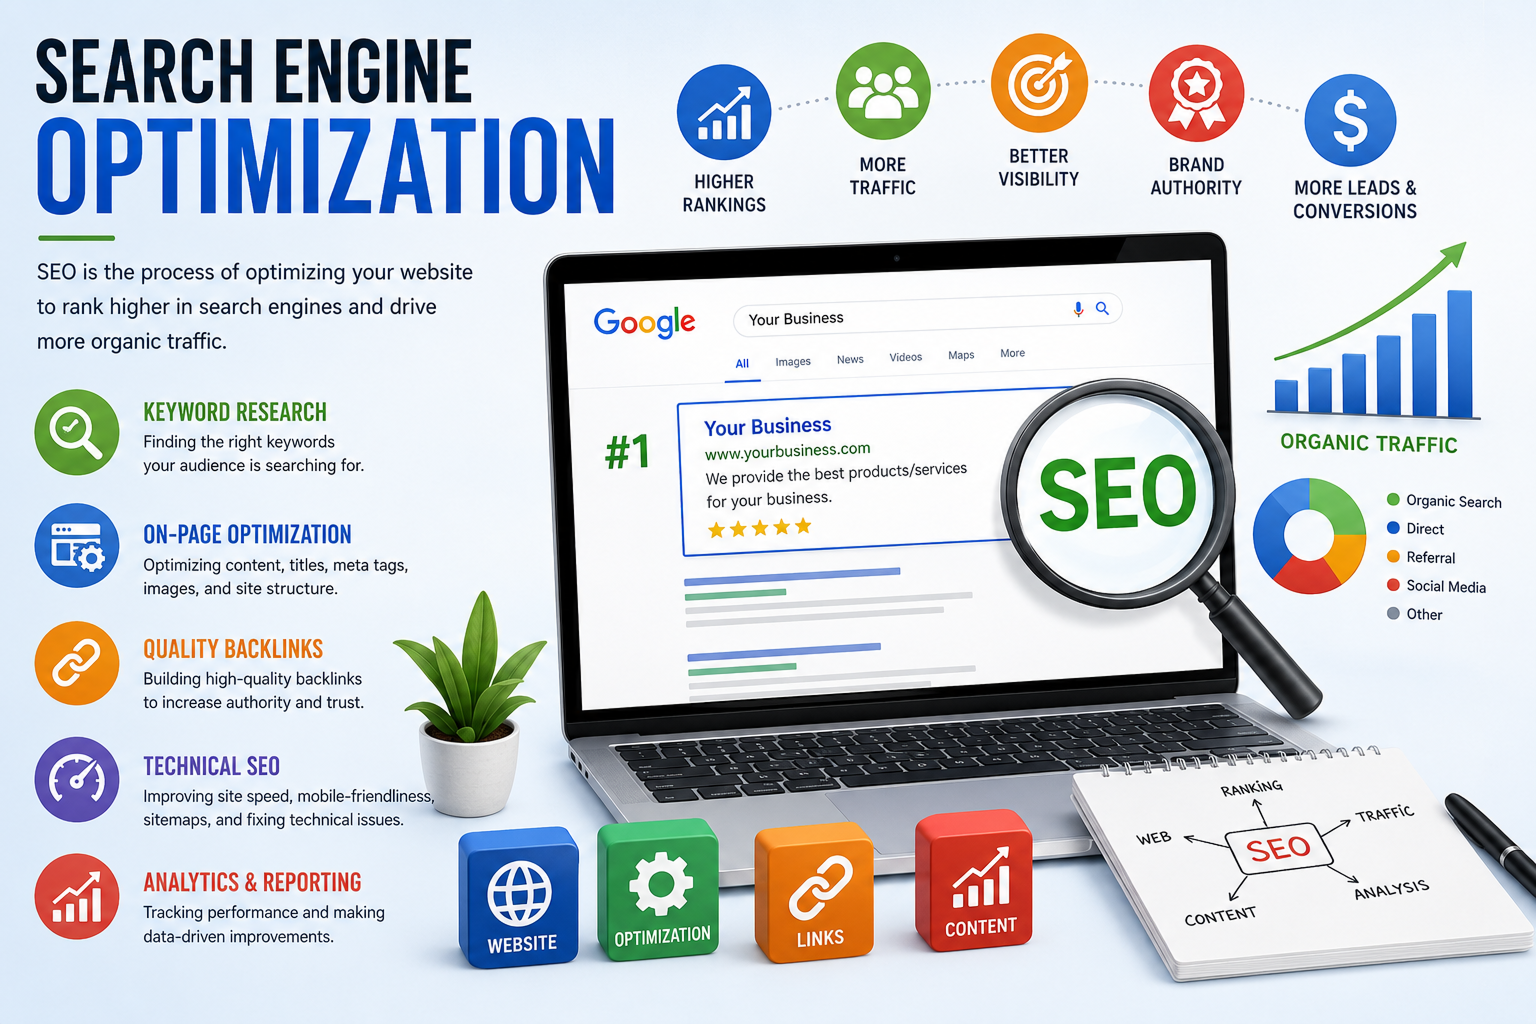 SEARCH ENGINE
OPTIMIZATION
SEO is the process of optimizing your website
to rank higher in search engines and drive
more organic traffic.
KEYWORD RESEARCH
Finding the right keywords
your audience is searching for.
ON-PAGE OPTIMIZATION
Optimizing content, titles, meta tags,
images, and site structure.
QUALITY BACKLINKS
Building high-quality backlinks
to increase authority and trust.
TECHNICAL SEO
Improving site speed, mobile-friendliness,
sitemaps, and fixing technical issues.
ANALYTICS & REPORTING
Tracking performance and making
data-driven improvements.
HIGHER
RANKINGS
MORE
TRAFFIC
BETTER
VISIBILITY
BRAND
AUTHORITY
$
MORE LEADS &
CONVERSIONS
Google
Your Business
All Images News Videos Maps More
#1
Your Business
www.yourbusiness.com
We provide the best products/services
for your business.
SEO
ORGANIC TRAFFIC
Organic Search
Direct
Referral
Social Media
Other
WEBSITE
OPTIMIZATION
LINKS
CONTENT
RANKING
WEB
TRAFFIC
SEO
CONTENT
ANALYSIS